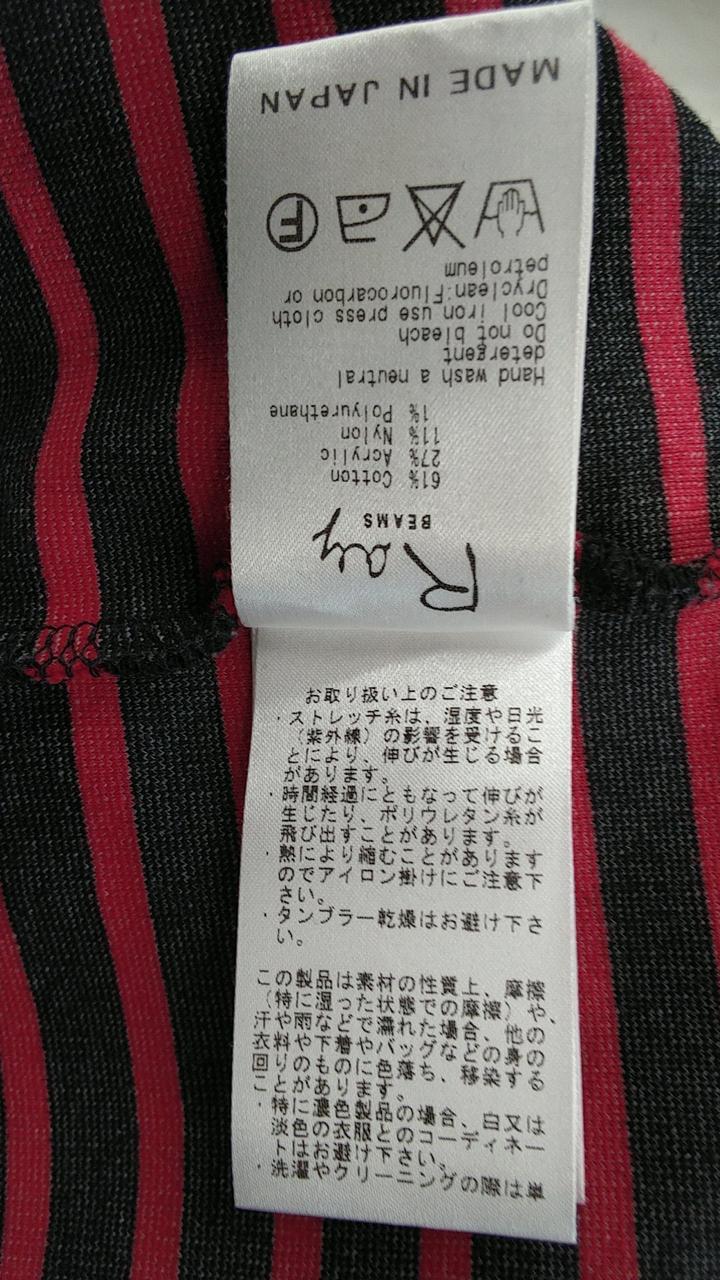 Ray
BEAMS
61% Cotton
27% Acrylic
11% Nylon
1% Polyurethane
Hand wash a neutral
detergent
Do not bleach
Cool iron use press cloth
Dryclean:Fluorocarbon or
petroleum
F
MADE IN JAPAN
お取り扱い上のご注意
・ストレッチ糸は、湿度や日光
（紫外線）の影響を受けるこ
とにより、伸びが生じる場合
があります。
・時間経過にともなって伸びが
生じたり、ポリウレタン糸が
飛び出すことがあります。
・熱により縮むことがあります
のでアイロン掛けにご注意下
さい。
・タンブラー乾燥はお避け下さ
い。
この製品は素材の性質上、摩擦
（特に湿った状態での摩擦）や、
汗や雨などで濡れた場合、他の
衣料や下着やバッグなどの身の
回りのものに色落ち、移染する
ことがあります。
・特に濃色製品の場合、白又は
淡色の衣服とのコーディネー
トはお避け下さい。
・洗濯やクリーニングの際は単